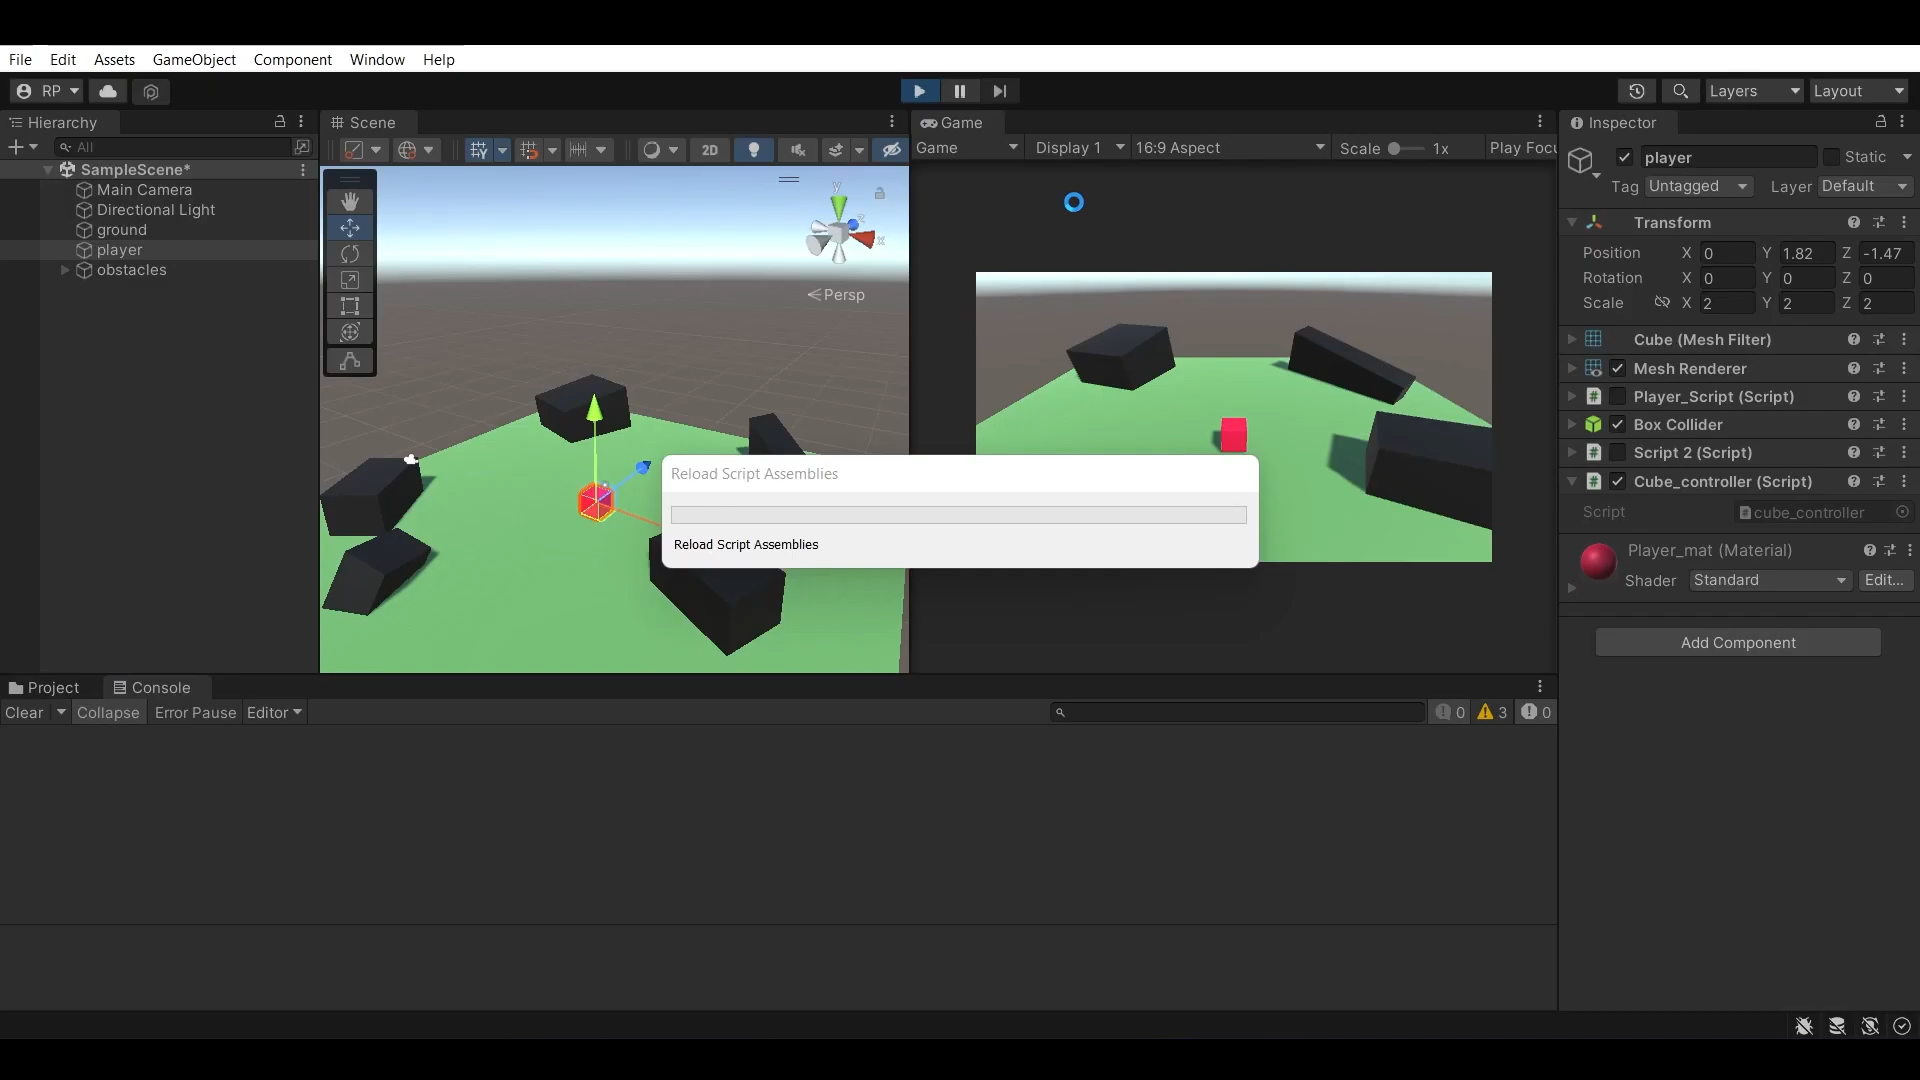 File Edit Assets GameObject Component Window Help
RP Layers Layout
Hierarchy
All
SampleScene*
Main Camera
Directional Light
ground
player
obstacles
Scene
2D
y
z
x
Persp
Game
Game Display 1 16:9 Aspect Scale 1x Play Focu
Reload Script Assemblies
Reload Script Assemblies
Inspector
player Static
Tag Untagged Layer Default
Transform
Position X 0 Y 1.82 Z -1.47
Rotation X 0 Y 0 Z 0
Scale X 2 Y 2 Z 2
Cube (Mesh Filter)
Mesh Renderer
Player_Script (Script)
Box Collider
Script 2 (Script)
Cube_controller (Script)
Script cube_controller
Player_mat (Material)
Shader Standard Edit...
Add Component
Project Console
Clear Collapse Error Pause Editor 0 3 0